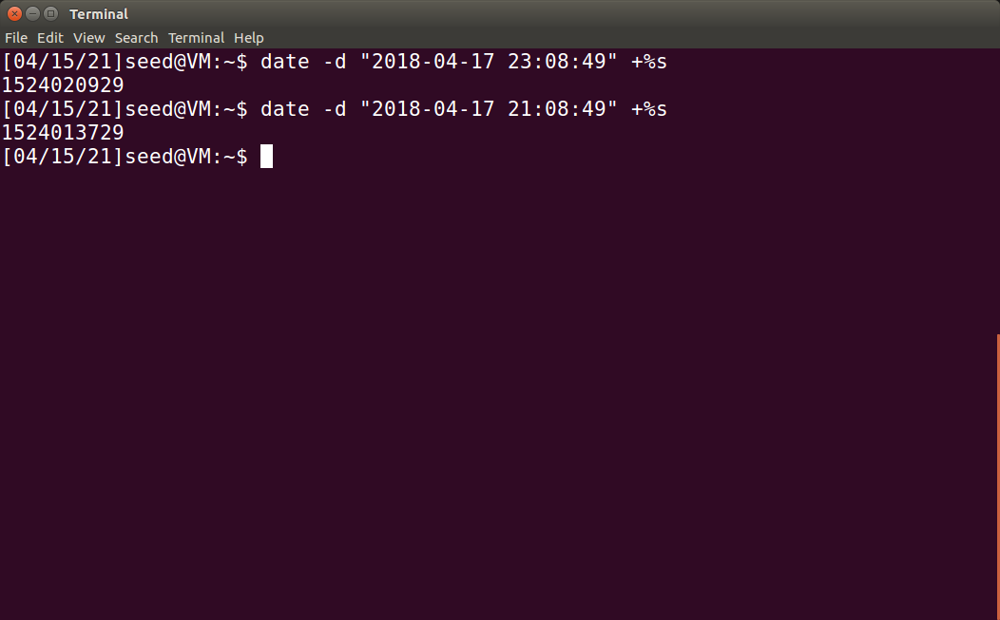 Terminal
File Edit View Search Terminal Help
[04/15/21]seed@VM:~$ date -d "2018-04-17 23:08:49" +%s
1524020929
[04/15/21]seed@VM:~$ date -d "2018-04-17 21:08:49" +%s
1524013729
[04/15/21]seed@VM:~$